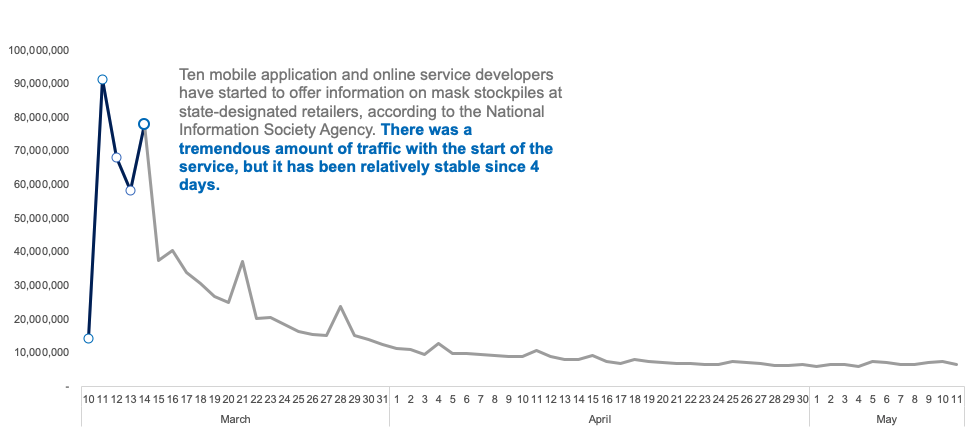 100,000,000
90,000,000
80,000,000
70,000,000
60,000,000
50,000,000
40,000,000
30,000,000
20,000,000
10,000,000
-
Ten mobile application and online service developers
have started to offer information on mask stockpiles at
state-designated retailers, according to the National
Information Society Agency. There was a
tremendous amount of traffic with the start of the
service, but it has been relatively stable since 4
days.
10 11 12 13 14 15 16 17 18 19 20 21 22 23 24 25 26 27 28 29 30 31 1 2 3 4 5 6 7 8 9 10 11 12 13 14 15 16 17 18 19 20 21 22 23 24 25 26 27 28 29 30 1 2 3 4 5 6 7 8 9 10 11
March April May